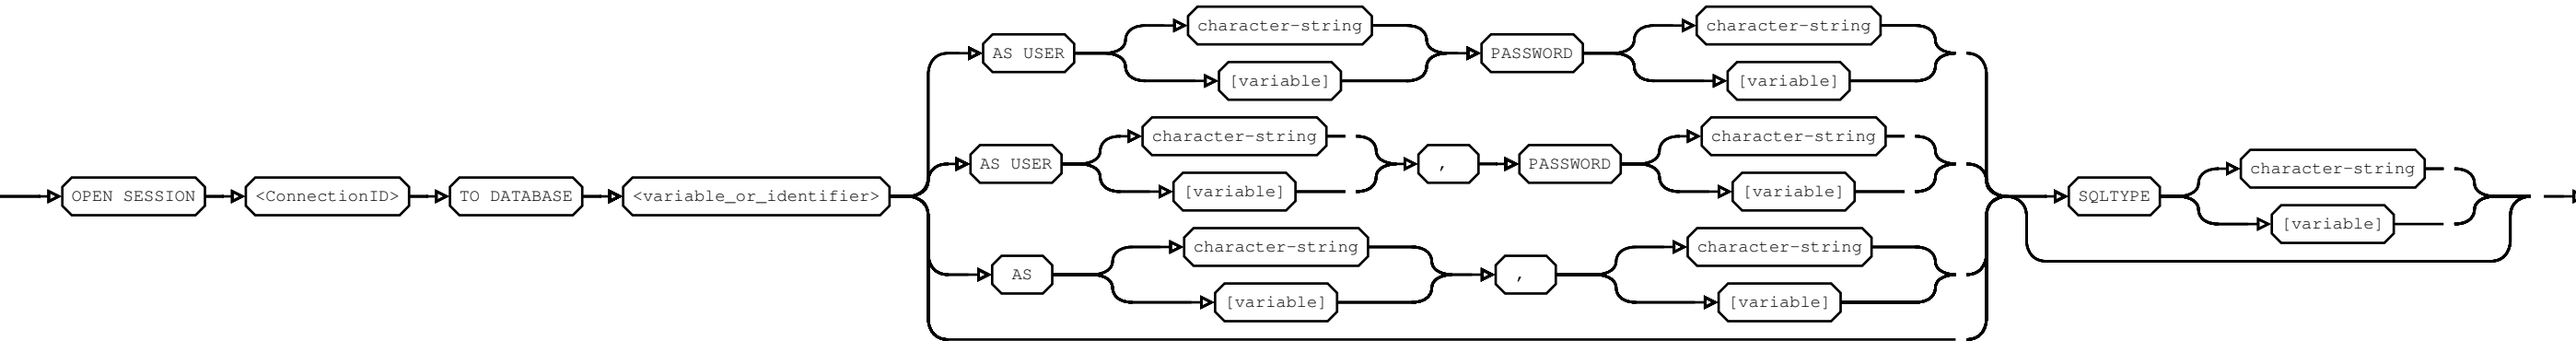 character-string character-string
AS USER PASSWORD
[variable] [variable]
character-string character-string
AS USER , PASSWORD
[variable] [variable]
OPEN SESSION <ConnectionID> TO DATABASE <variable_or_identifier> SQLTYPE
character-string
[variable]
character-string character-string
AS ,
[variable] [variable]